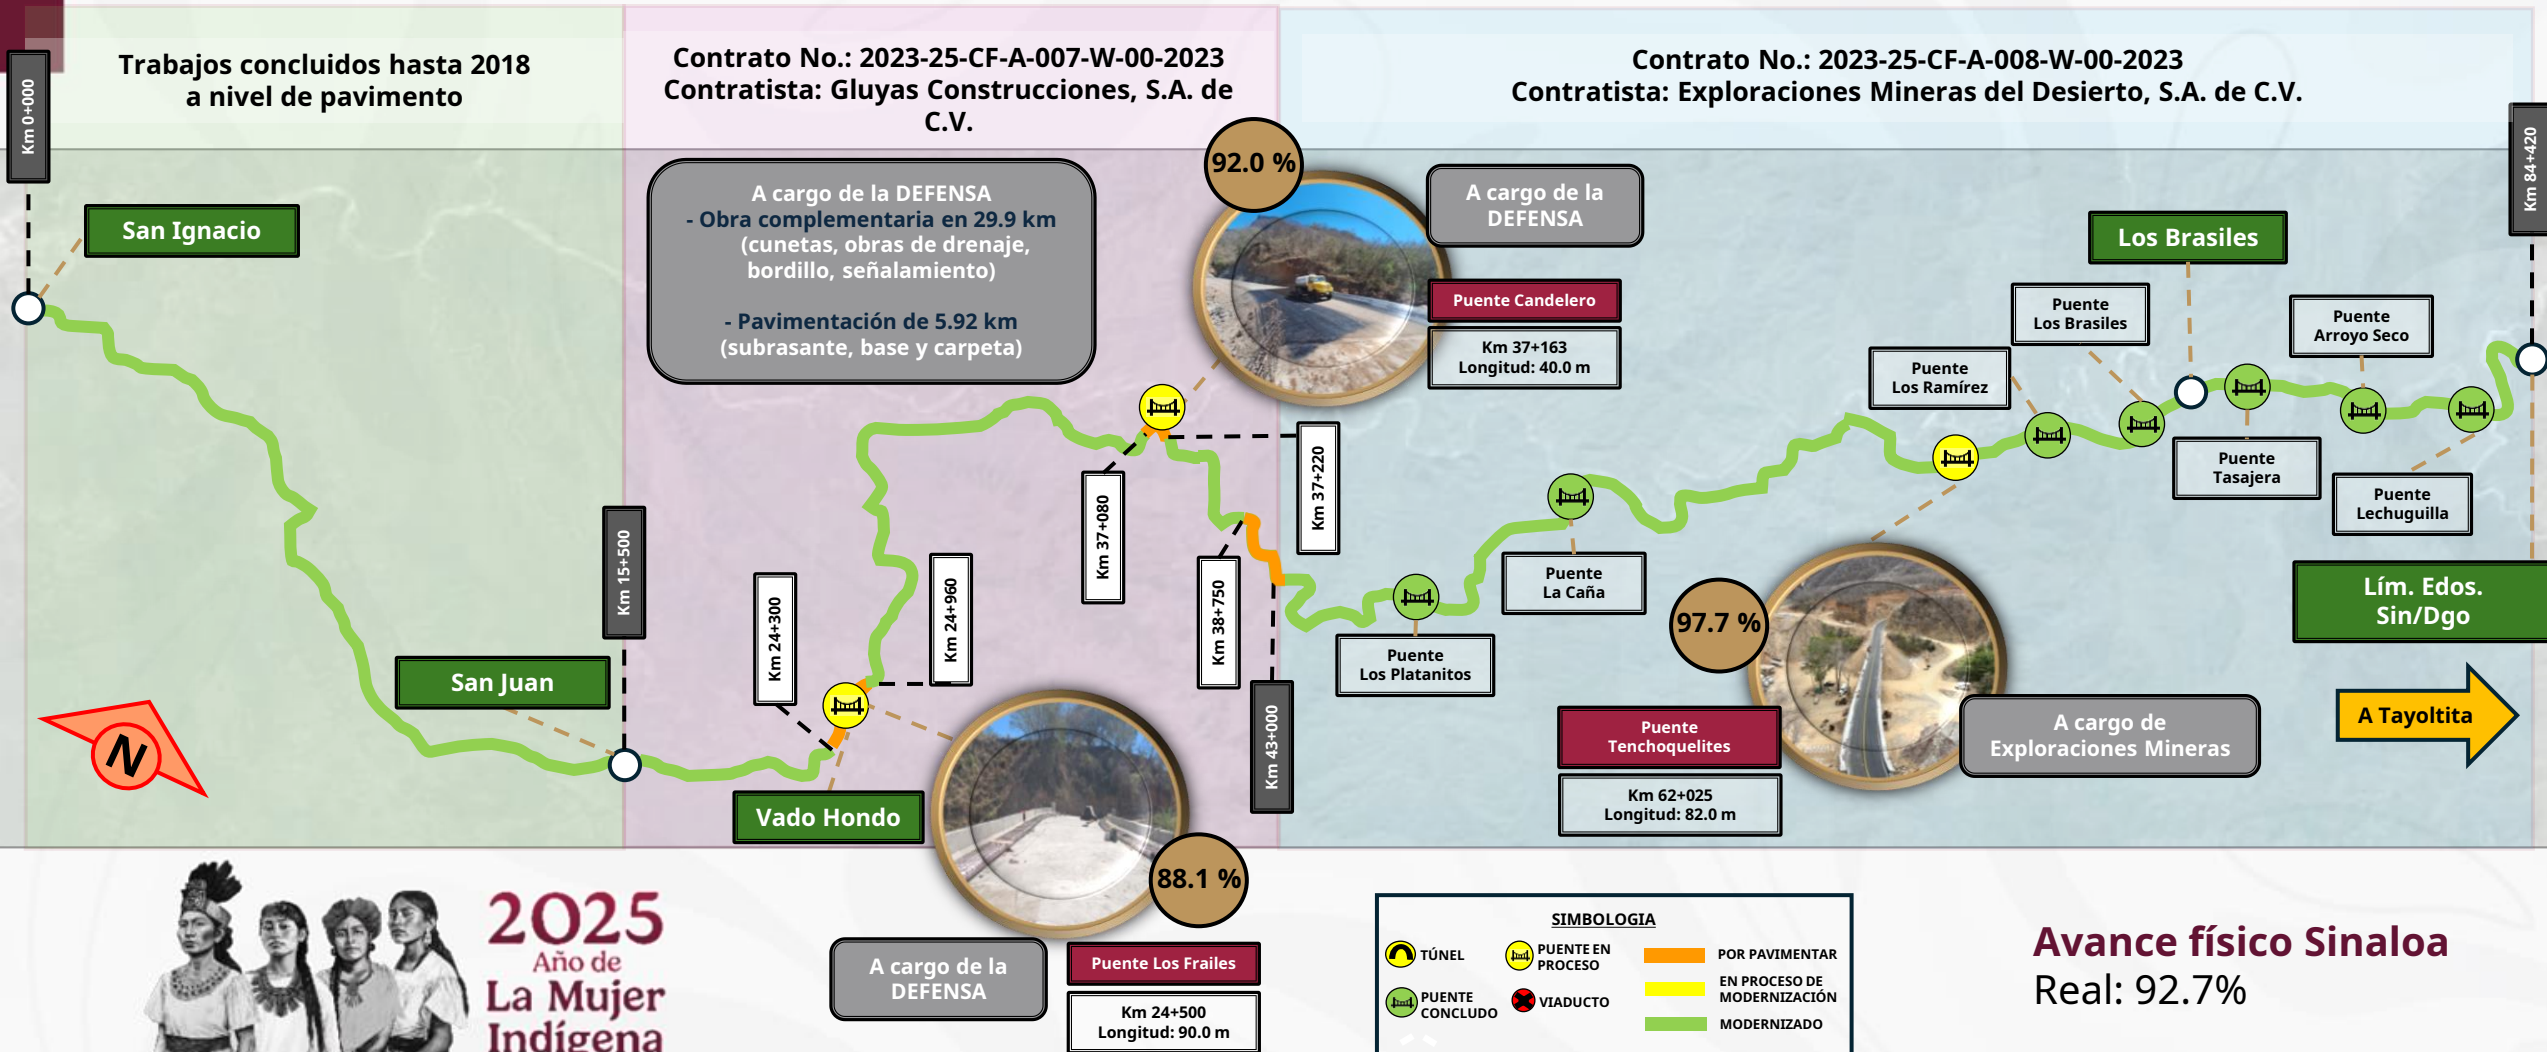 Trabajos concluidos hasta 2018
a nivel de pavimento
Contrato No.: 2023-25-CF-A-007-W-00-2023
Contratista: Gluyas Construcciones, S.A. de
C.V.
Contrato No.: 2023-25-CF-A-008-W-00-2023
Contratista: Exploraciones Mineras del Desierto, S.A. de C.V.
Km 0+000
Km 84+420
San Ignacio
A cargo de la DEFENSA
- Obra complementaria en 29.9 km
(cunetas, obras de drenaje,
bordillo, señalamiento)
- Pavimentación de 5.92 km
(subrasante, base y carpeta)
92.0 %
A cargo de la
DEFENSA
Puente Candelero
Km 37+163
Longitud: 40.0 m
Los Brasiles
Puente
Los Brasiles
Puente
Arroyo Seco
Puente
Los Ramírez
Puente
Tasajera
Puente
Lechuguilla
Km 37+220
Km 37+080
Km 15+500
Km 24+300
Km 24+960
Km 38+750
Km 43+000
Puente
La Caña
Puente
Los Platanitos
97.7 %
Lím. Edos.
Sin/Dgo
San Juan
Puente
Tenchoquelites
Km 62+025
Longitud: 82.0 m
A cargo de
Exploraciones Mineras
A Tayoltita
N
Vado Hondo
88.1 %
A cargo de la
DEFENSA
Puente Los Frailes
Km 24+500
Longitud: 90.0 m
2025
Año de
La Mujer
Indígena
SIMBOLOGIA
TÚNEL
PUENTE EN
PROCESO
POR PAVIMENTAR
PUENTE
CONCLUDO
VIADUCTO
EN PROCESO DE
MODERNIZACIÓN
MODERNIZADO
Avance físico Sinaloa
Real: 92.7%